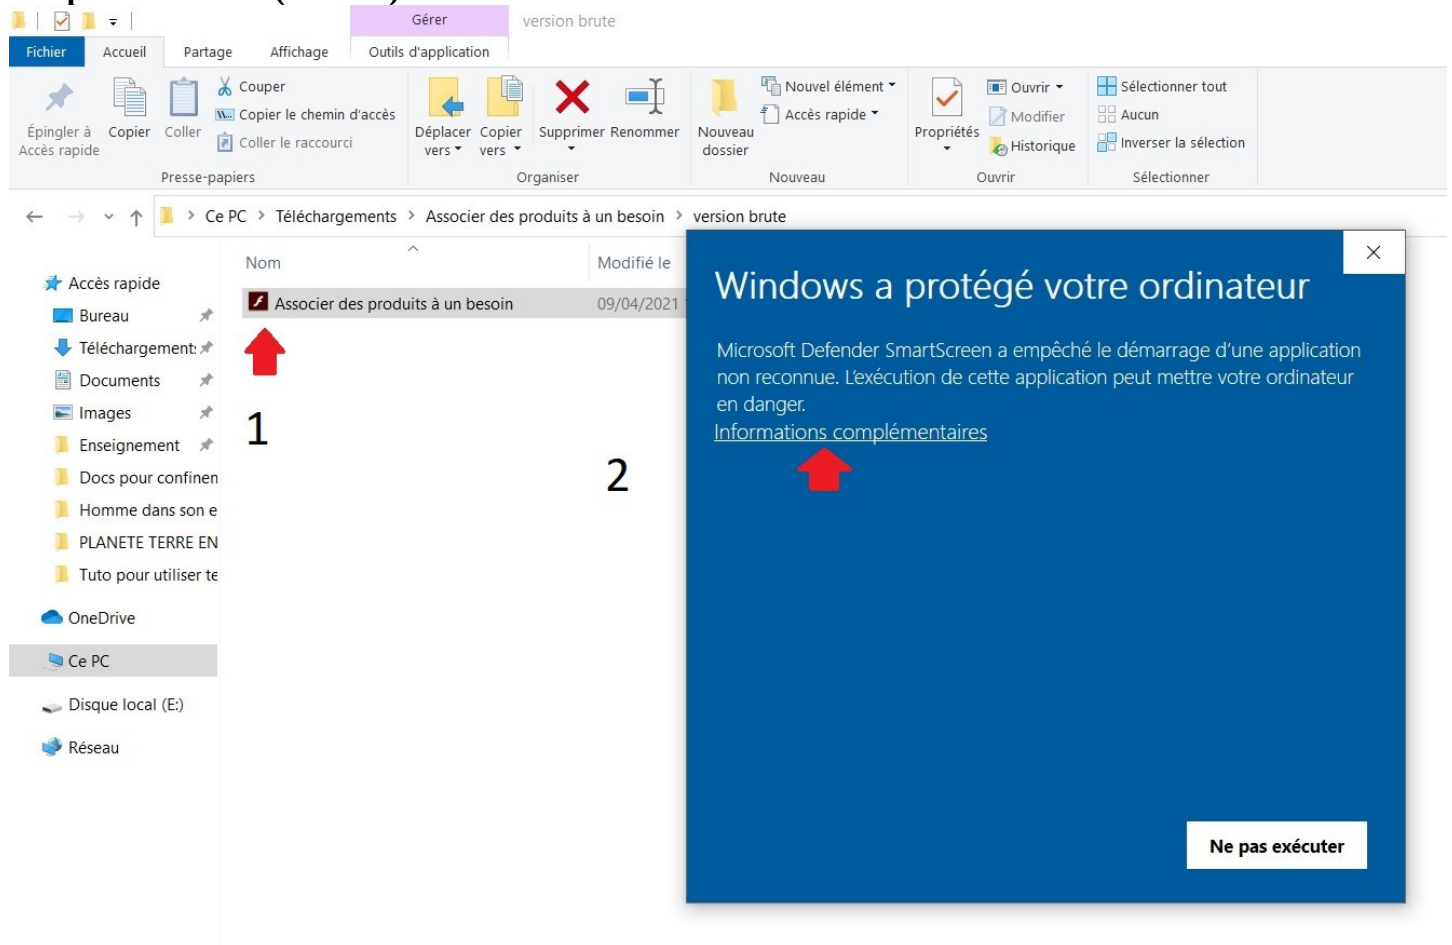 Gérer
version brute
Fichier
Accueil
Partage
Affichage
Outils d'application
Épingler à
Accès rapide
Copier
Coller
Couper
Copier le chemin d'accès
Coller le raccourci
Déplacer
vers
Copier
vers
Supprimer
Renommer
Nouveau
dossier
Nouvel élément
Accès rapide
Propriétés
Ouvrir
Modifier
Historique
Sélectionner tout
Aucun
Inverser la sélection
Presse-papiers
Organiser
Nouveau
Ouvrir
Sélectionner
Ce PC > Téléchargements > Associer des produits à un besoin > version brute
Nom
Modifié le
Accès rapide
Bureau
Téléchargement
Documents
Images
Enseignement
Docs pour confinen
Homme dans son e
PLANETE TERRE EN
Tuto pour utiliser te
OneDrive
Ce PC
Disque local (E:)
Réseau
Associer des produits à un besoin
09/04/2021
1
2
Windows a protégé votre ordinateur
Microsoft Defender SmartScreen a empêché le démarrage d'une application
non reconnue. L'exécution de cette application peut mettre votre ordinateur
en danger.
Informations complémentaires
Ne pas exécuter